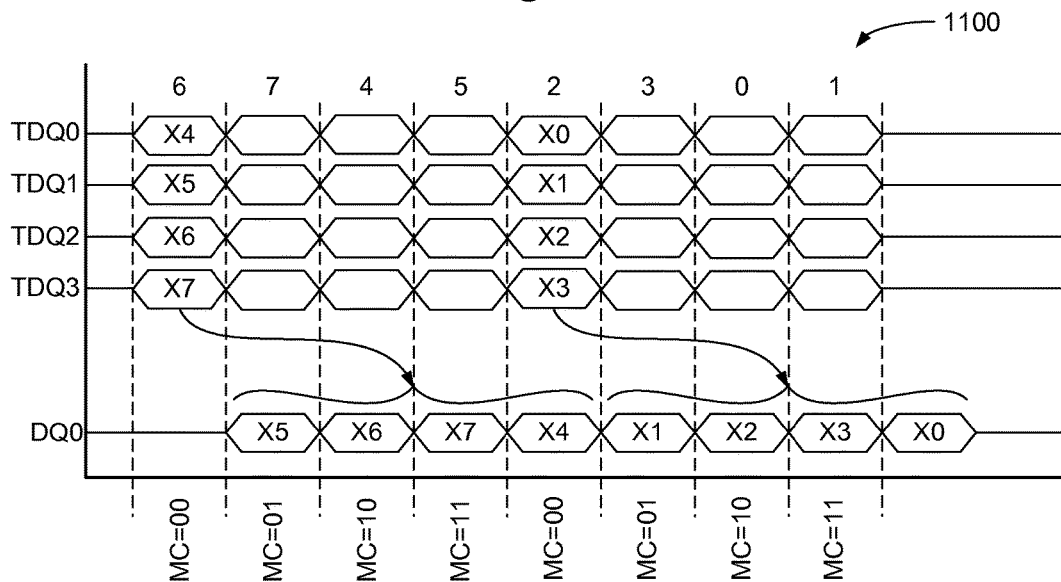 1100
6 7 4 5 2 3 0 1
TDQ0 X4 X0
TDQ1 X5 X1
TDQ2 X6 X2
TDQ3 X7 X3
DQ0 X5 X6 X7 X4 X1 X2 X3 X0
MC=00 MC=01 MC=10 MC=11 MC=00 MC=01 MC=10 MC=11